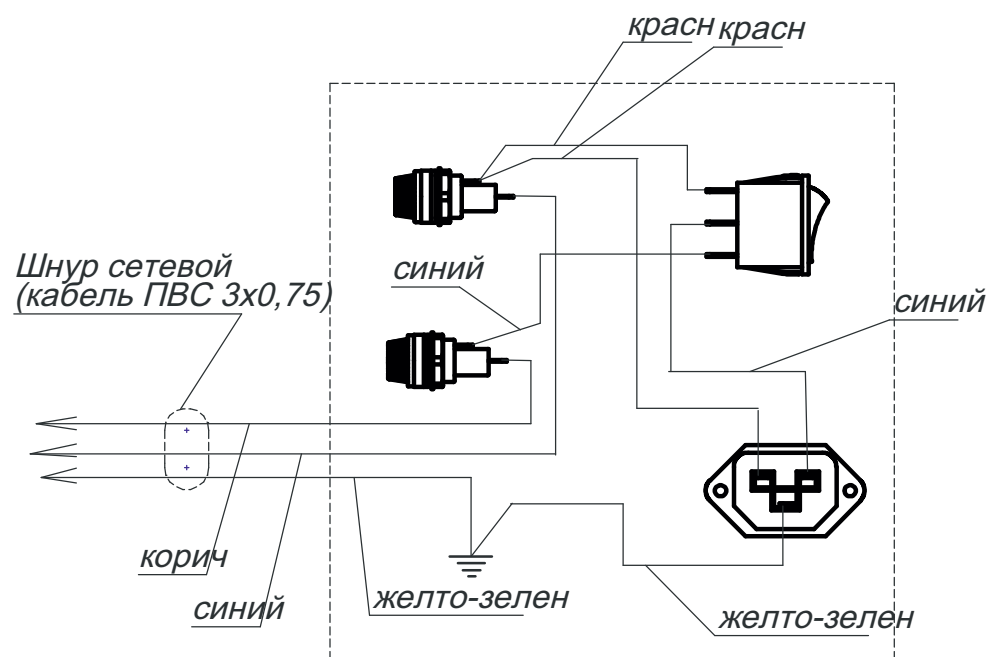 красн красн
Шнур сетевой
(кабель ПВС 3х0,75)
синий
синий
корич
синий
желто-зелен
желто-зелен